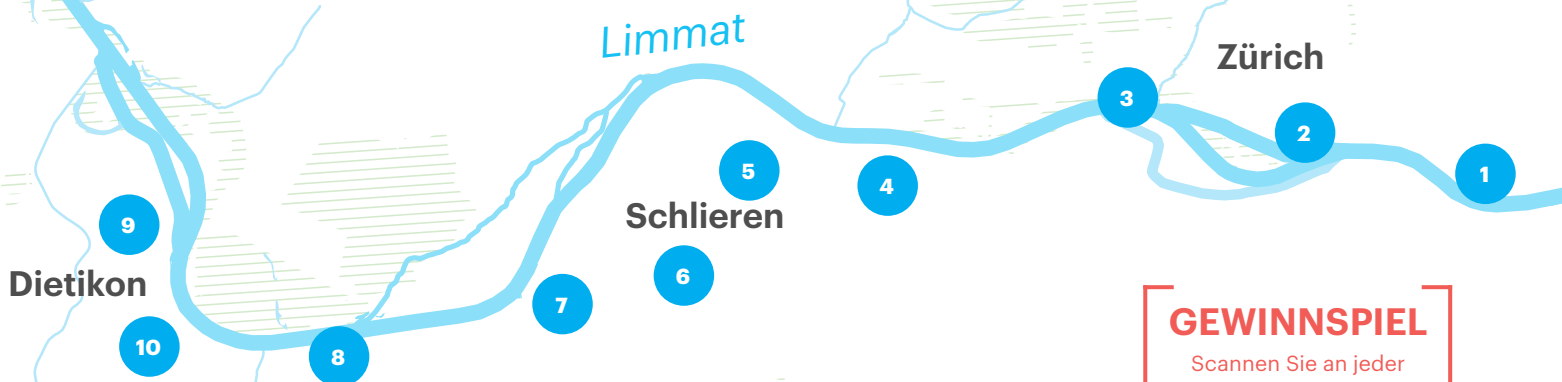 Limmat
Zürich
3
2
1
5
4
Schlieren
9
6
Dietikon
7
10
8
GEWINNSPIEL
Scannen Sie an jeder